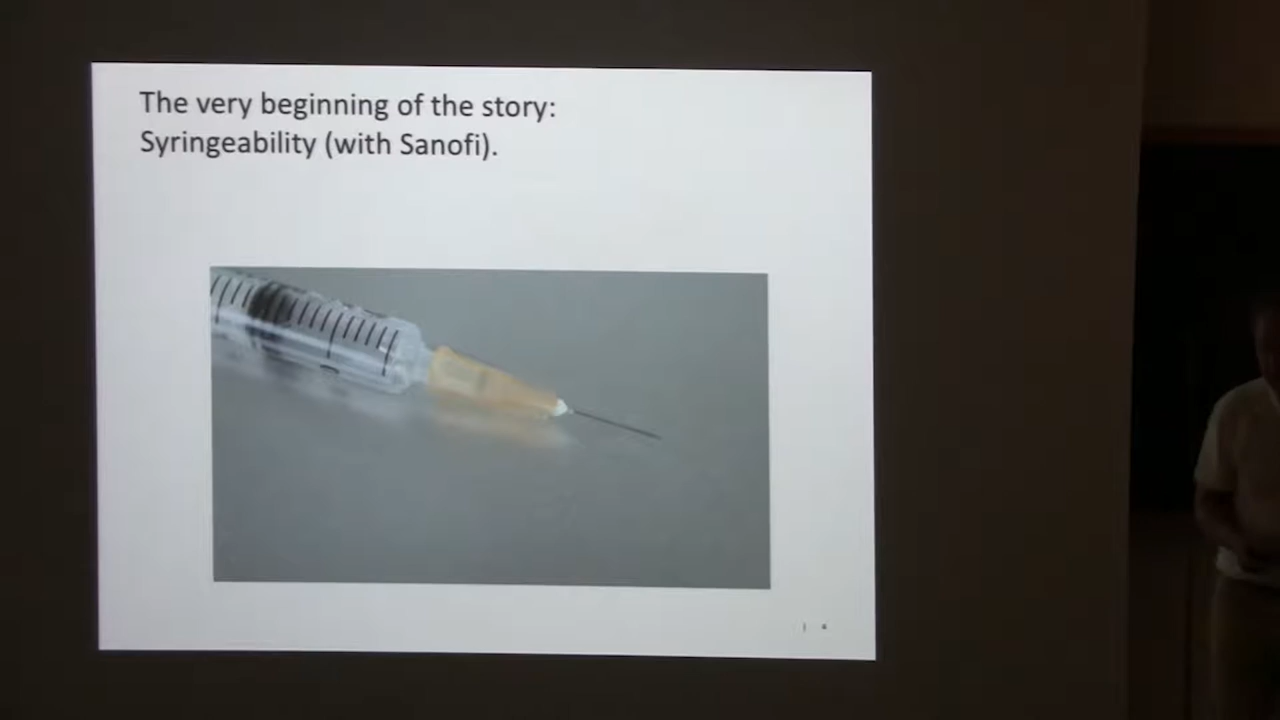 The very beginning of the story:
Syringeability (with Sanofi).